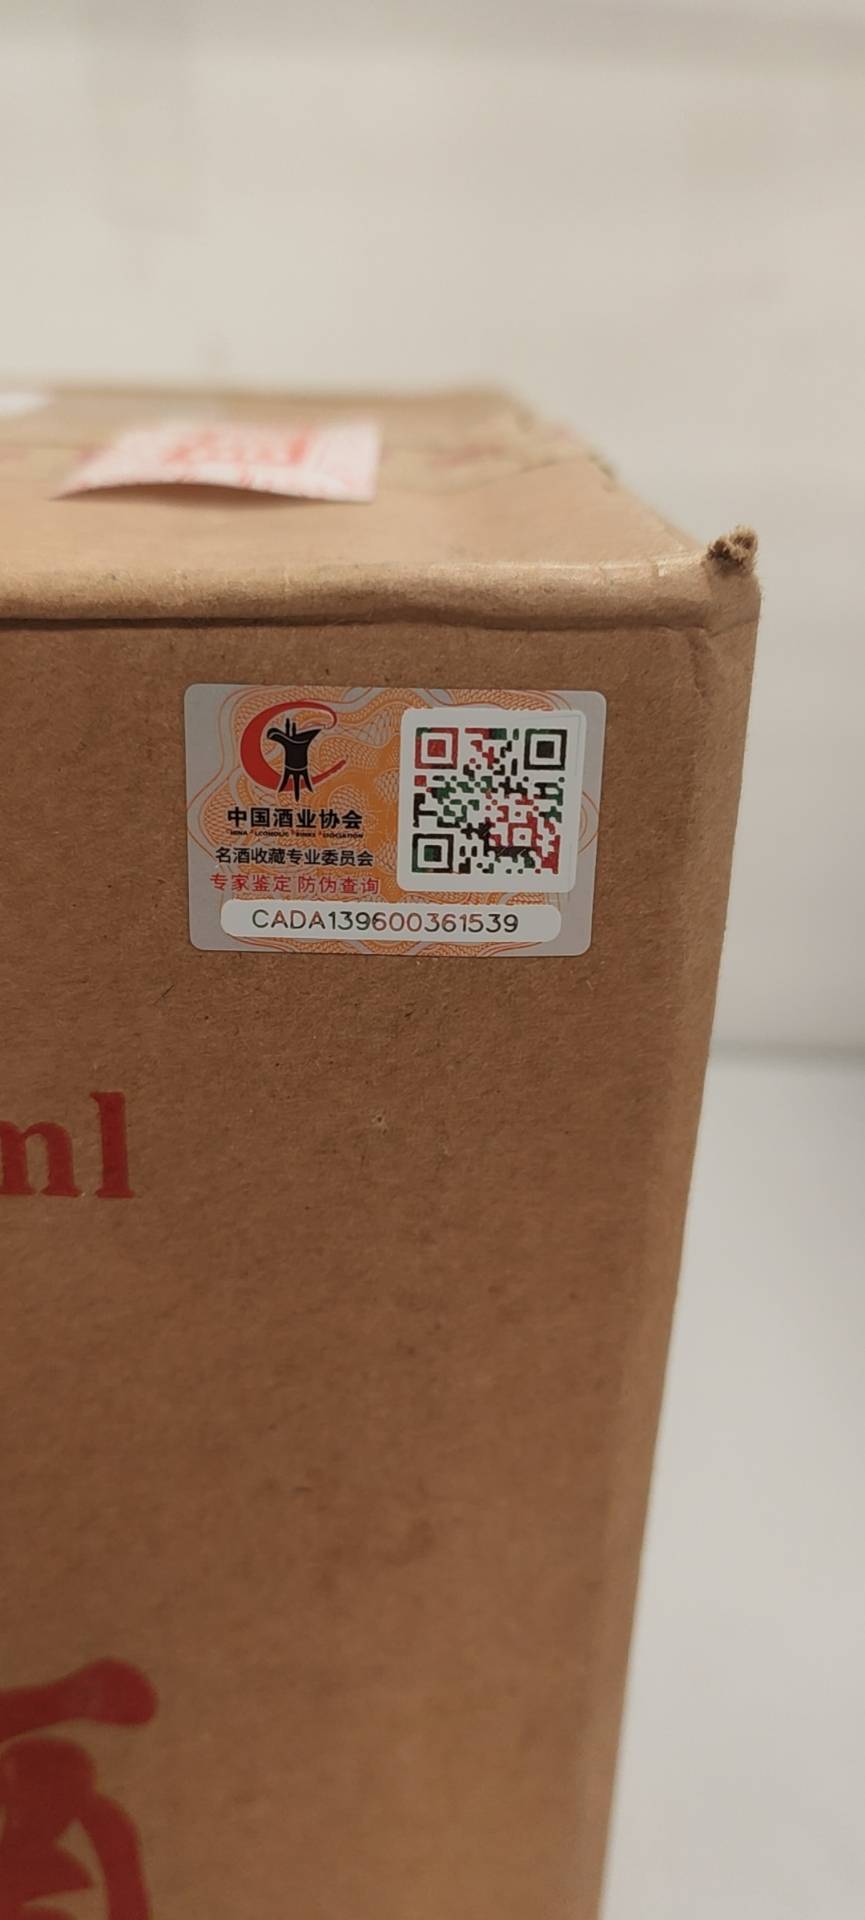 中国酒业协会
名酒收藏专业委员会
专家鉴定 防伪查询
CADA139600361539
ml
酒